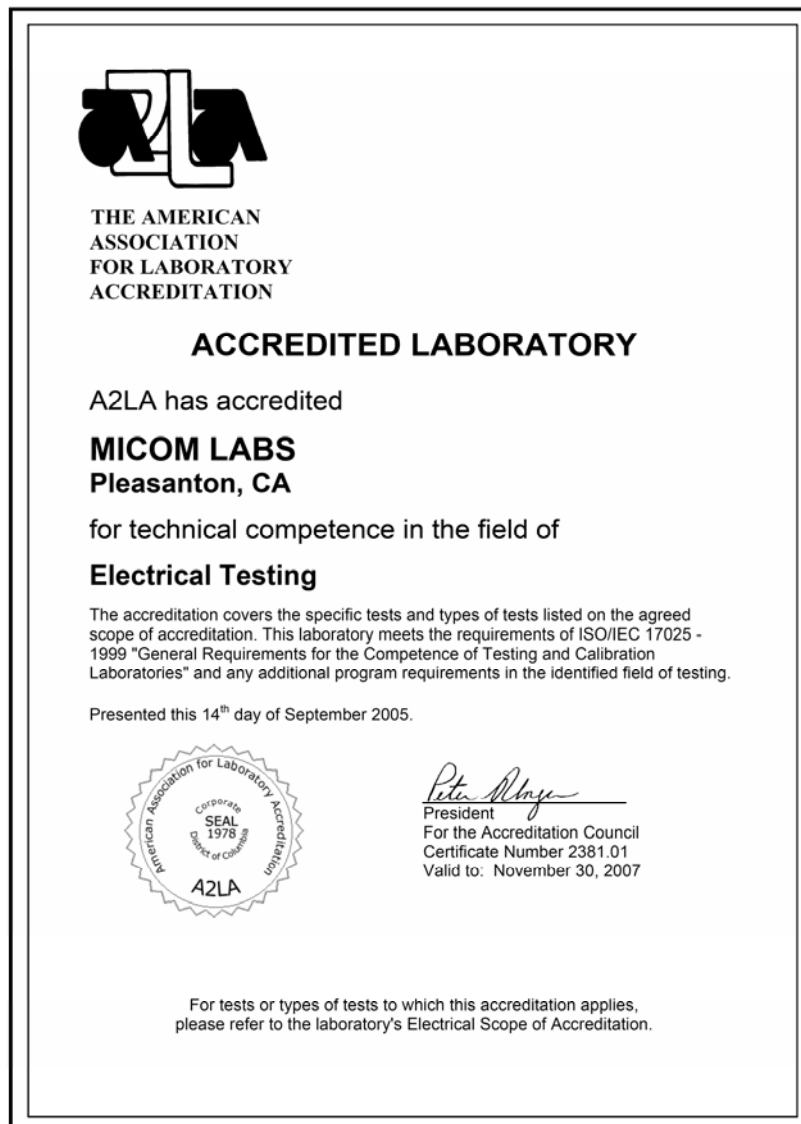 A2LA
THE AMERICAN
ASSOCIATION
FOR LABORATORY
ACCREDITATION
ACCREDITED LABORATORY
A2LA has accredited
MICOM LABS
Pleasanton, CA
for technical competence in the field of
Electrical Testing
The accreditation covers the specific tests and types of tests listed on the agreed
scope of accreditation. This laboratory meets the requirements of ISO/IEC 17025 -
1999 "General Requirements for the Competence of Testing and Calibration
Laboratories" and any additional program requirements in the identified field of testing.
Presented this 14th day of September 2005.
American Association for Laboratory Accreditation
Corporate
SEAL
1978
District of Columbia
A2LA
Peter
President
For the Accreditation Council
Certificate Number 2381.01
Valid to: November 30, 2007
For tests or types of tests to which this accreditation applies,
please refer to the laboratory's Electrical Scope of Accreditation.